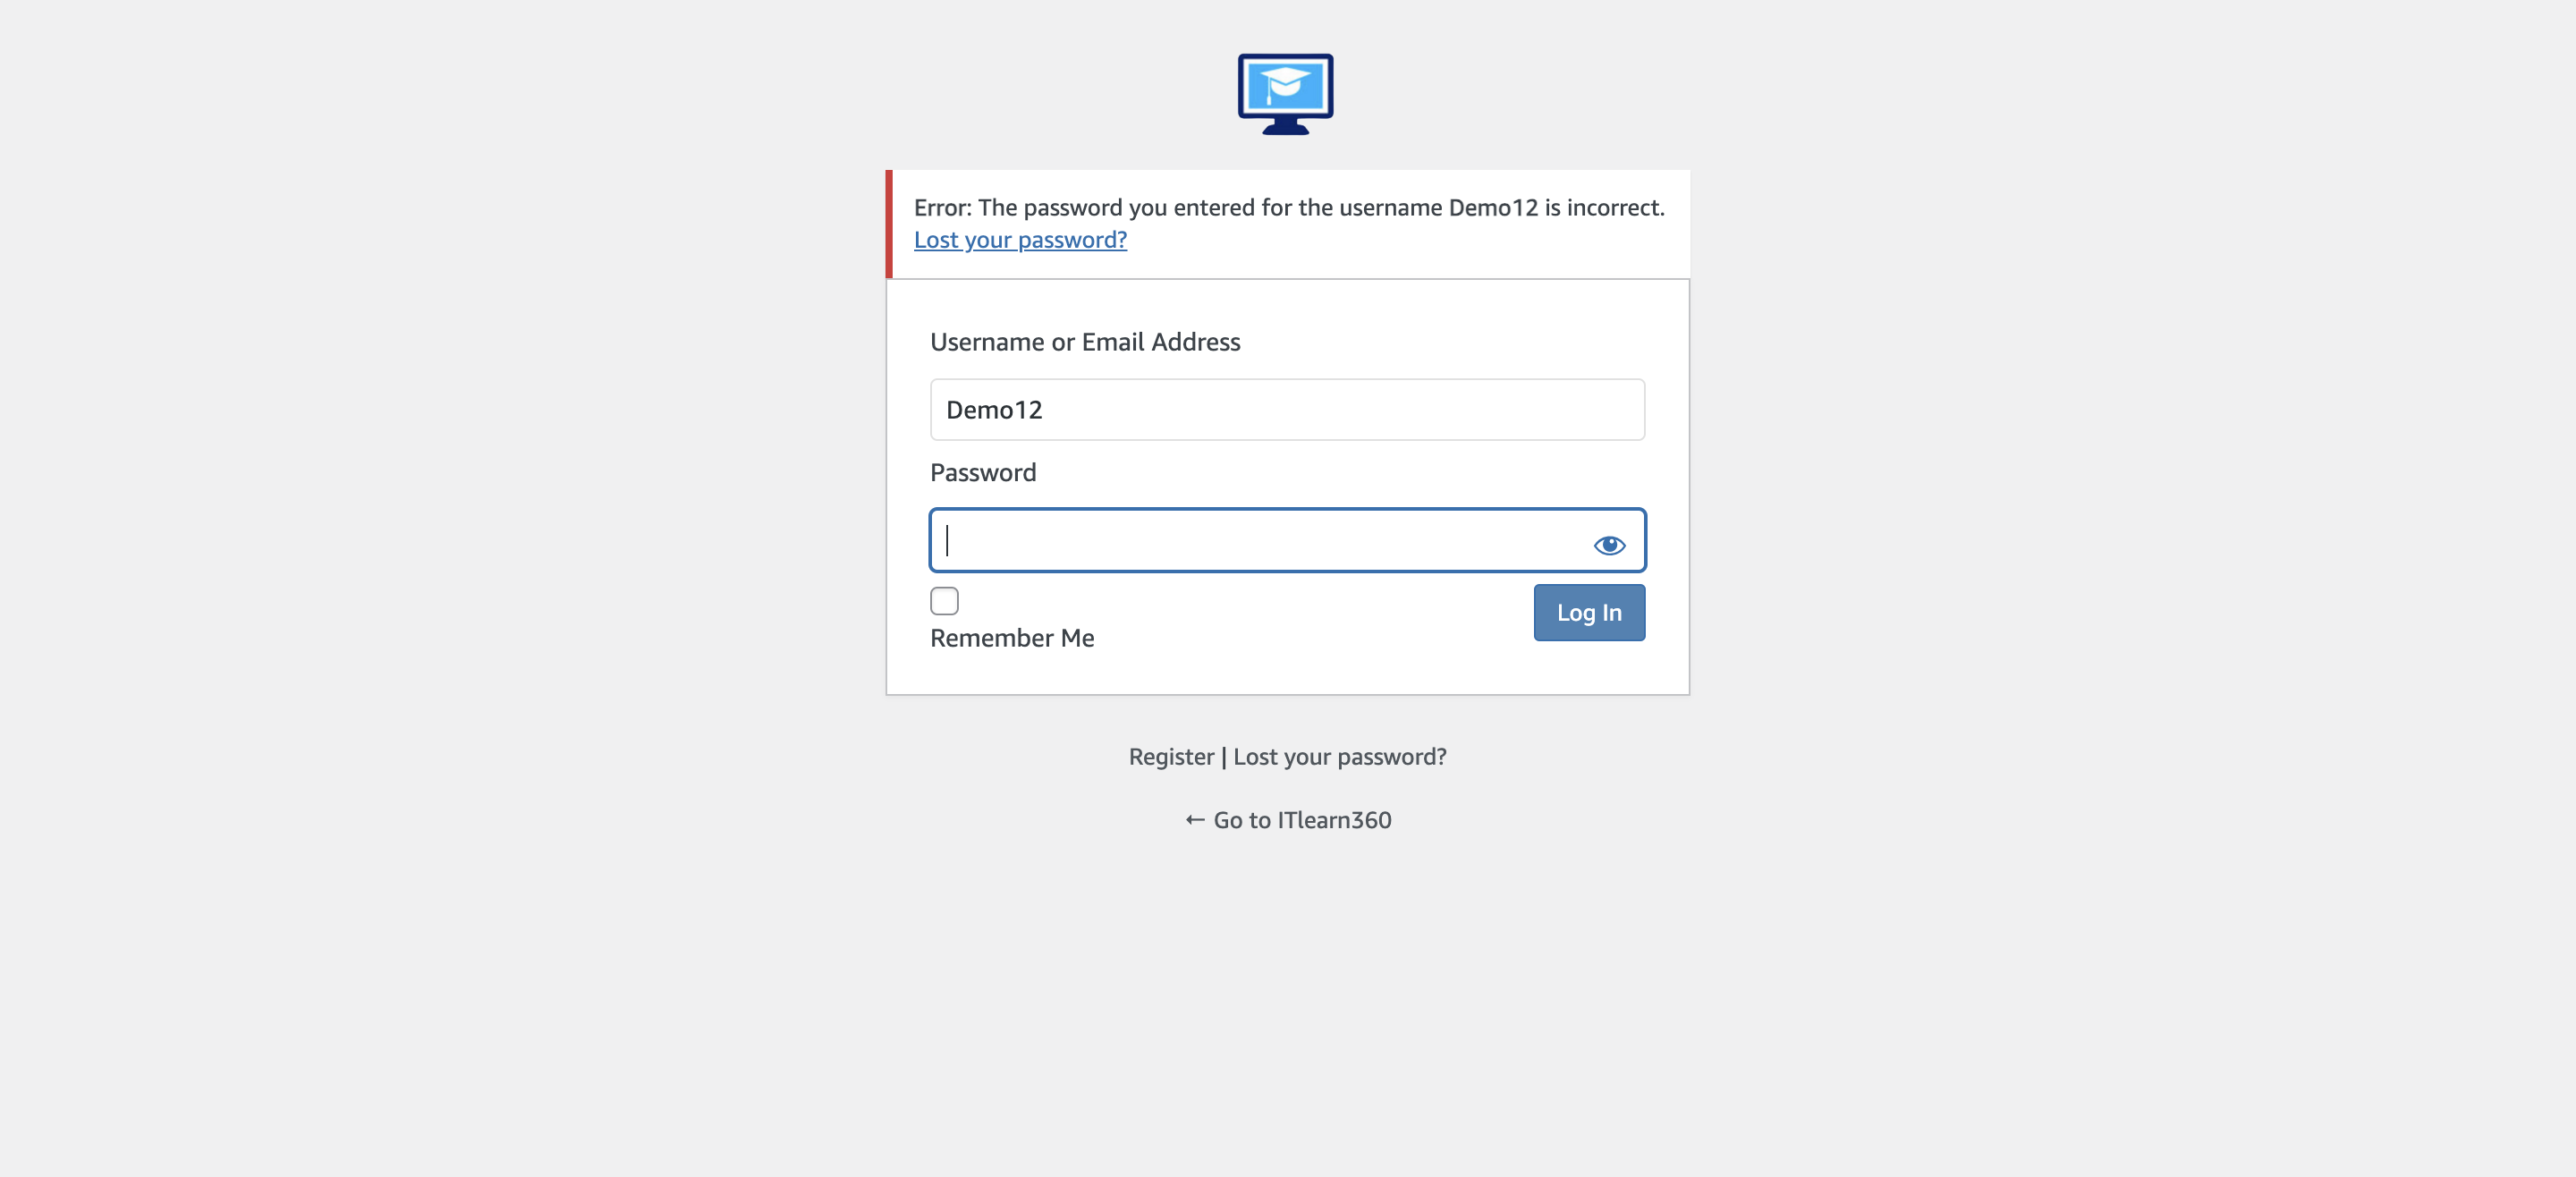 Error: The password you entered for the username Demo12 is incorrect.
Lost your password?
Username or Email Address
Demo12
Password
Remember Me
Log In
Register | Lost your password?
← Go to ITlearn360